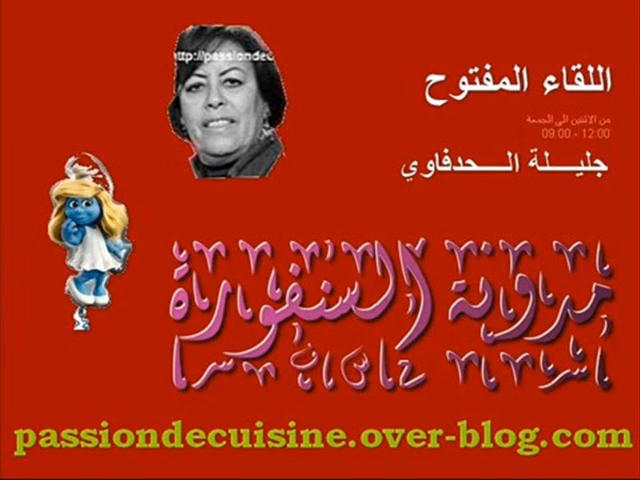 http://passiondecu
اللقاء المفتوح
من الاثنين الى الجمعة
09:00 - 12:00
جليلة الحدفاوي
مدونة السنفورة
passiondecuisine.over-blog.com